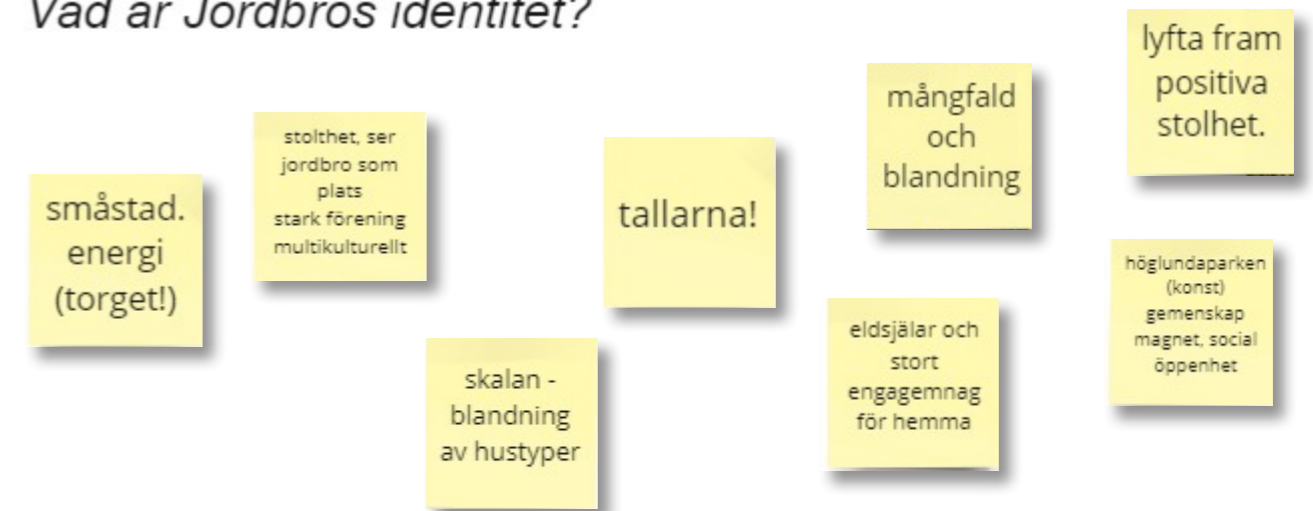 Vad är Jordbros identitet?
småstad.
energi
(torget!)
stolthet, ser
jordbro som
plats
stark förening
multikulturellt
skalan -
blandning
av hustyper
tallarna!
mångfald
och
blandning
eldsjälar och
stort
engagemnag
för hemma
lyfta fram
positiva
stolhet.
höglundaparken
(konst)
gemenskap
magnet, social
öppenhet